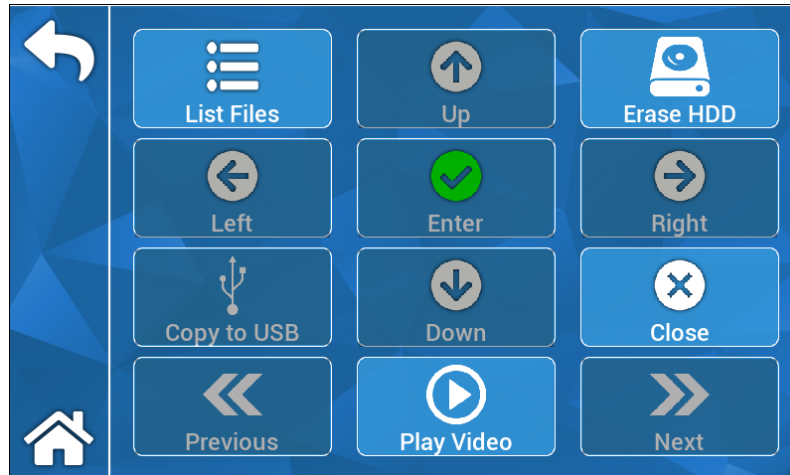 List Files
Up
Erase HDD
Left
Enter
Right
Copy to USB
Down
Close
Previous
Play Video
Next